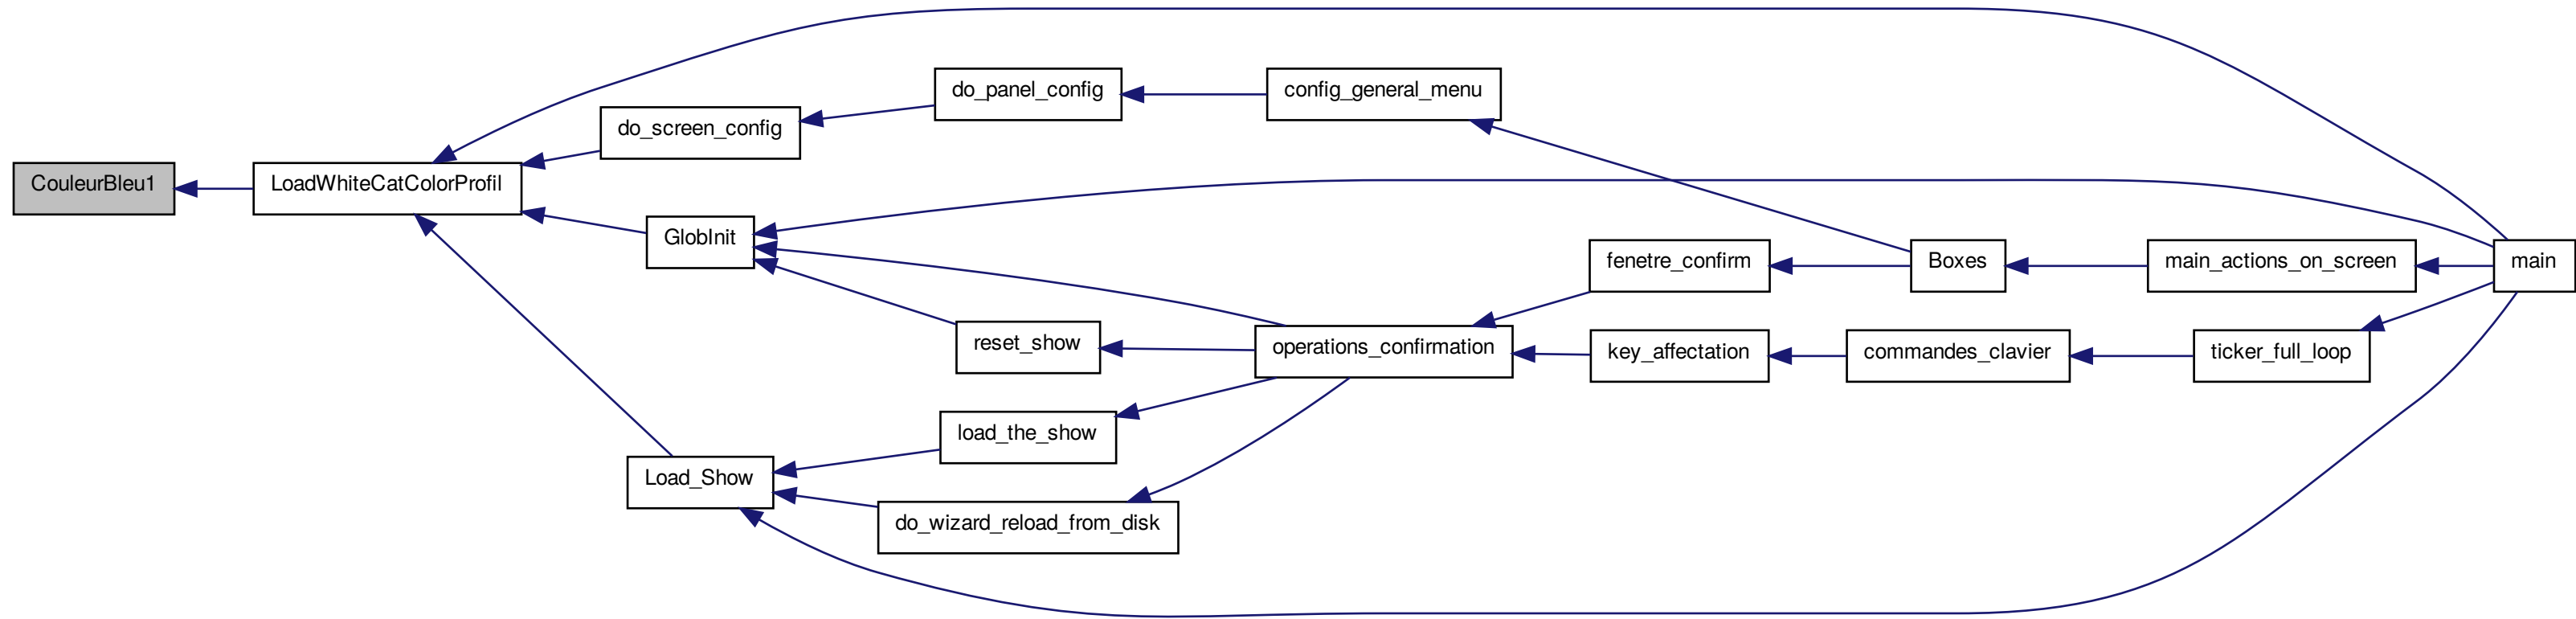 do_panel_config
config_general_menu
do_screen_config
CouleurBleu1
LoadWhiteCatColorProfil
GlobInit
fenetre_confirm
Boxes
main_actions_on_screen
main
reset_show
operations_confirmation
key_affectation
commandes_clavier
ticker_full_loop
load_the_show
Load_Show
do_wizard_reload_from_disk